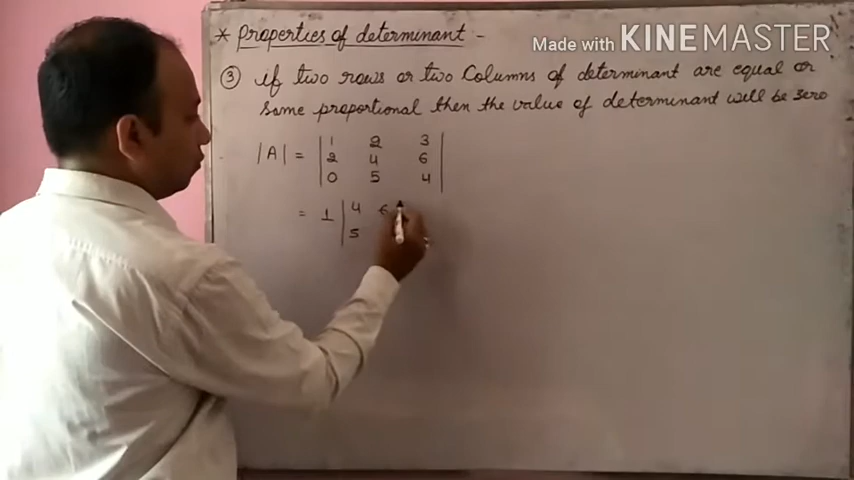 * Properties of determinant :-
Made with KINEMASTER
③ if two rows or two Columns of determinant are equal or
same proportional then the value of determinant will be zero
|A| = | 1 2 3 |
| 2 4 6 |
| 0 5 4 |
= 1 | 4 6
| 5